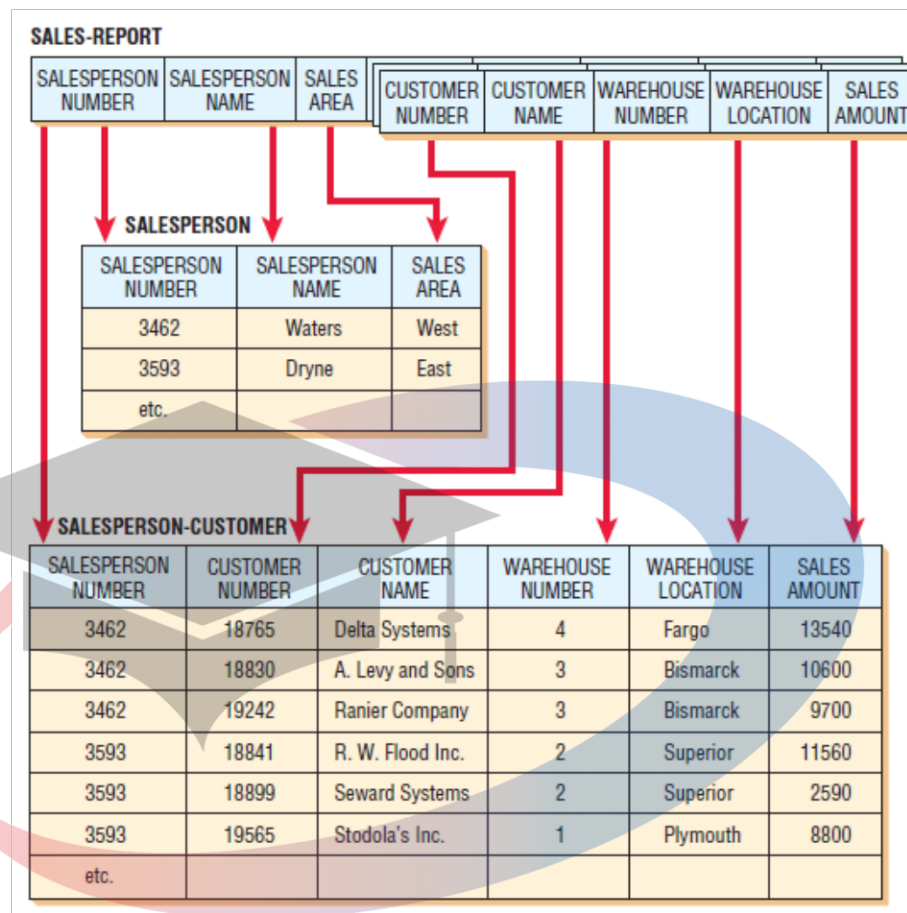 SALES-REPORT
SALESPERSON NUMBER SALESPERSON NAME SALES AREA CUSTOMER NUMBER CUSTOMER NAME WAREHOUSE NUMBER WAREHOUSE LOCATION SALES AMOUNT
SALESPERSON
SALESPERSON NUMBER SALESPERSON NAME SALES AREA
3462 Waters West
3593 Dryne East
etc.
SALESPERSON-CUSTOMER
SALESPERSON NUMBER CUSTOMER NUMBER CUSTOMER NAME WAREHOUSE NUMBER WAREHOUSE LOCATION SALES AMOUNT
3462 18765 Delta Systems 4 Fargo 13540
3462 18830 A. Levy and Sons 3 Bismarck 10600
3462 19242 Ranier Company 3 Bismarck 9700
3593 18841 R. W. Flood Inc. 2 Superior 11560
3593 18899 Seward Systems 2 Superior 2590
3593 19565 Stodola's Inc. 1 Plymouth 8800
etc.